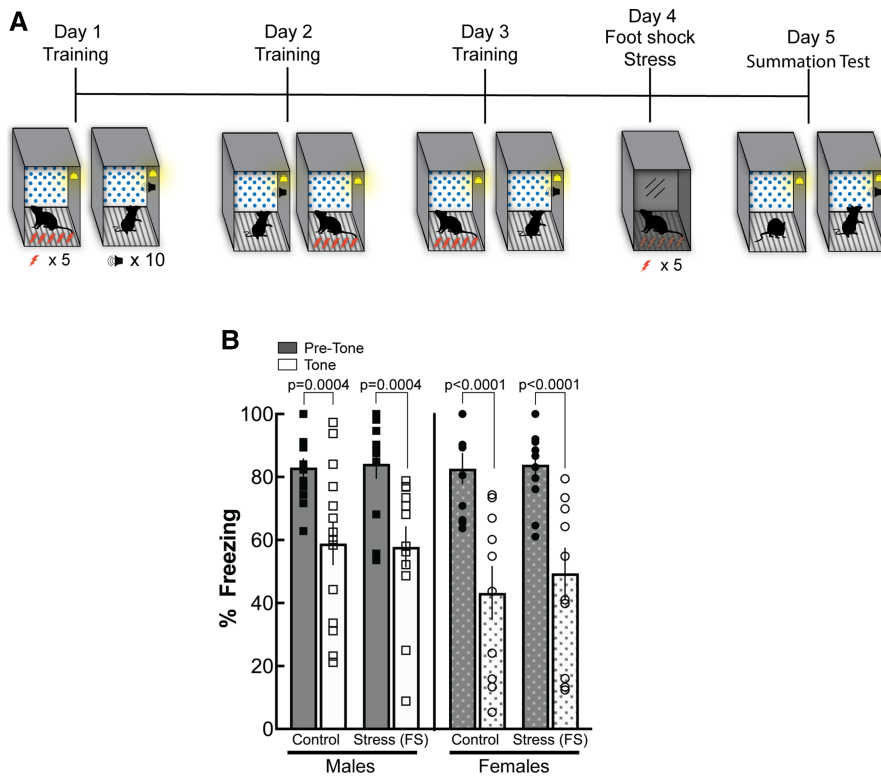 A
Day 1
Training
Day 2
Training
Day 3
Training
Day 4
Foot shock
Stress
Day 5
Summation Test
x 5
x 10
x 5
B
Pre-Tone
Tone
p=0.0004
p=0.0004
p<0.0001
p<0.0001
% Freezing
100
80
60
40
20
0
Control
Stress (FS)
Control
Stress (FS)
Males
Females